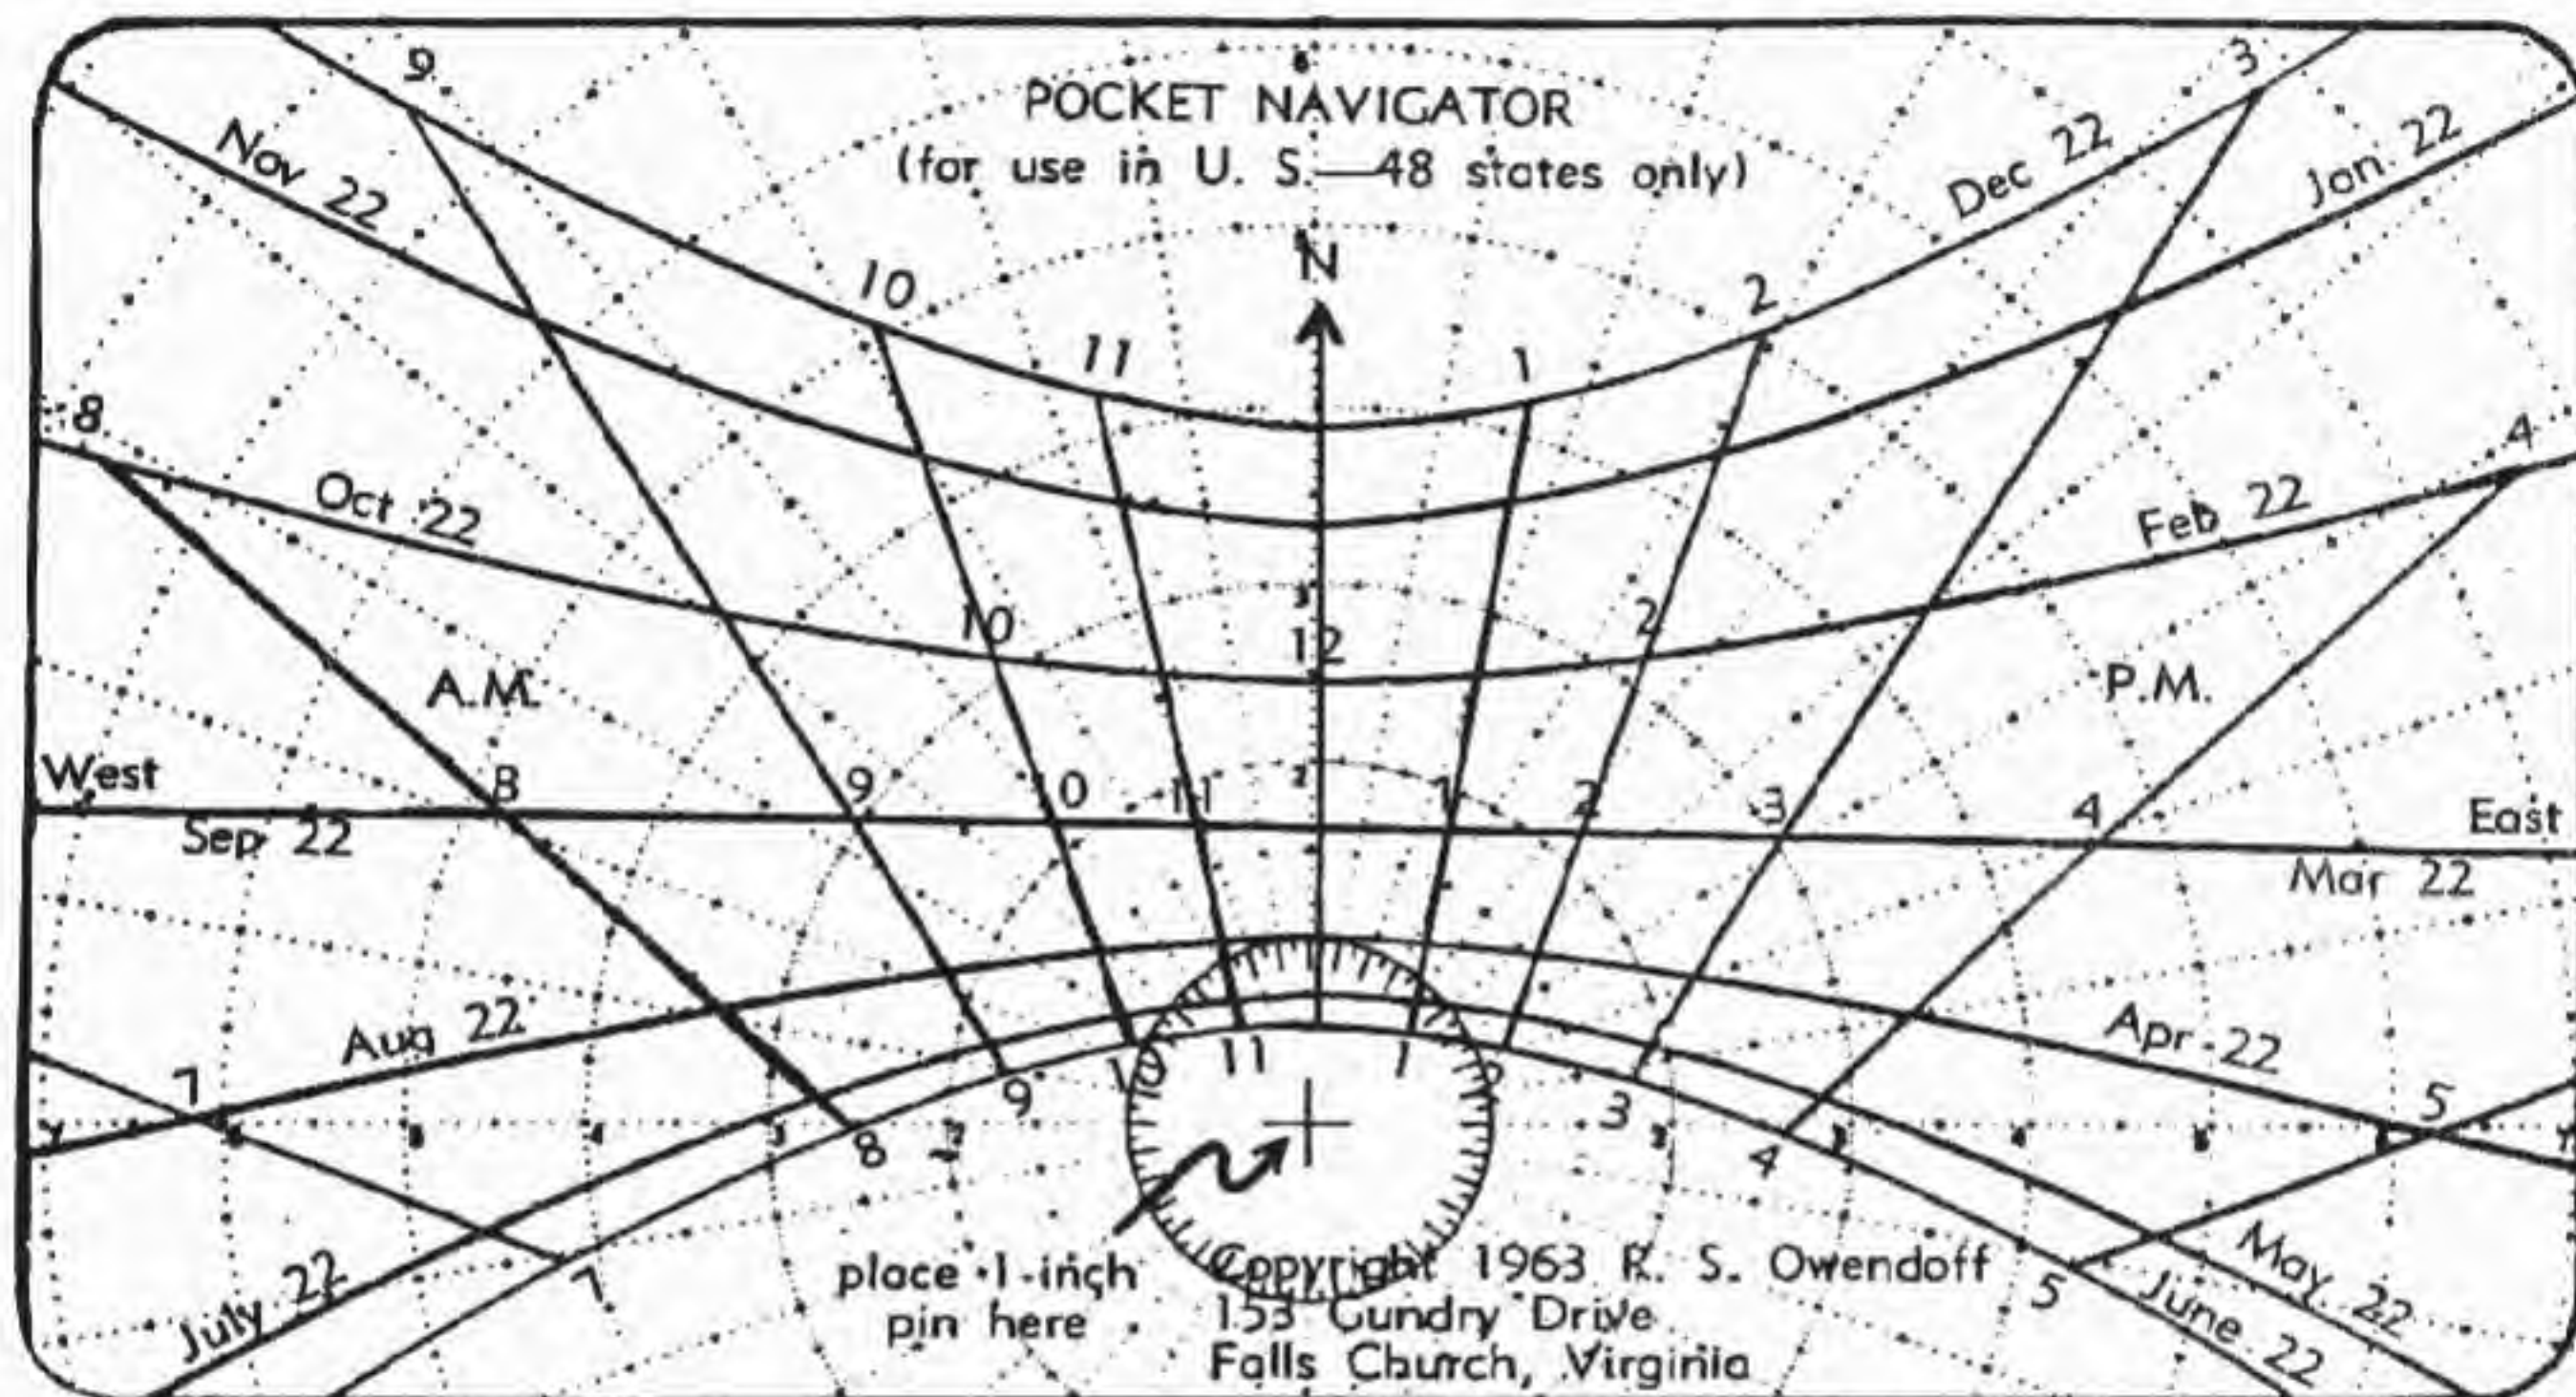 POCKET NAVIGATOR
(for use in U. S.—48 states only)
N
9
3
Nov 22
Dec 22
Jan 22
10
11
1
2
8
4
Oct 22
Feb 22
10
12
2
A.M.
P.M.
West
8
9
10
11
1
2
3
4
East
Sep 22
Mar 22
Aug 22
Apr 22
7
5
9
10
11
1
2
3
8
4
7
5
July 22
May 22
June 22
place 1-inch
pin here
Copyright 1963 R. S. Owendoff
153 Gundry Drive
Falls Church, Virginia